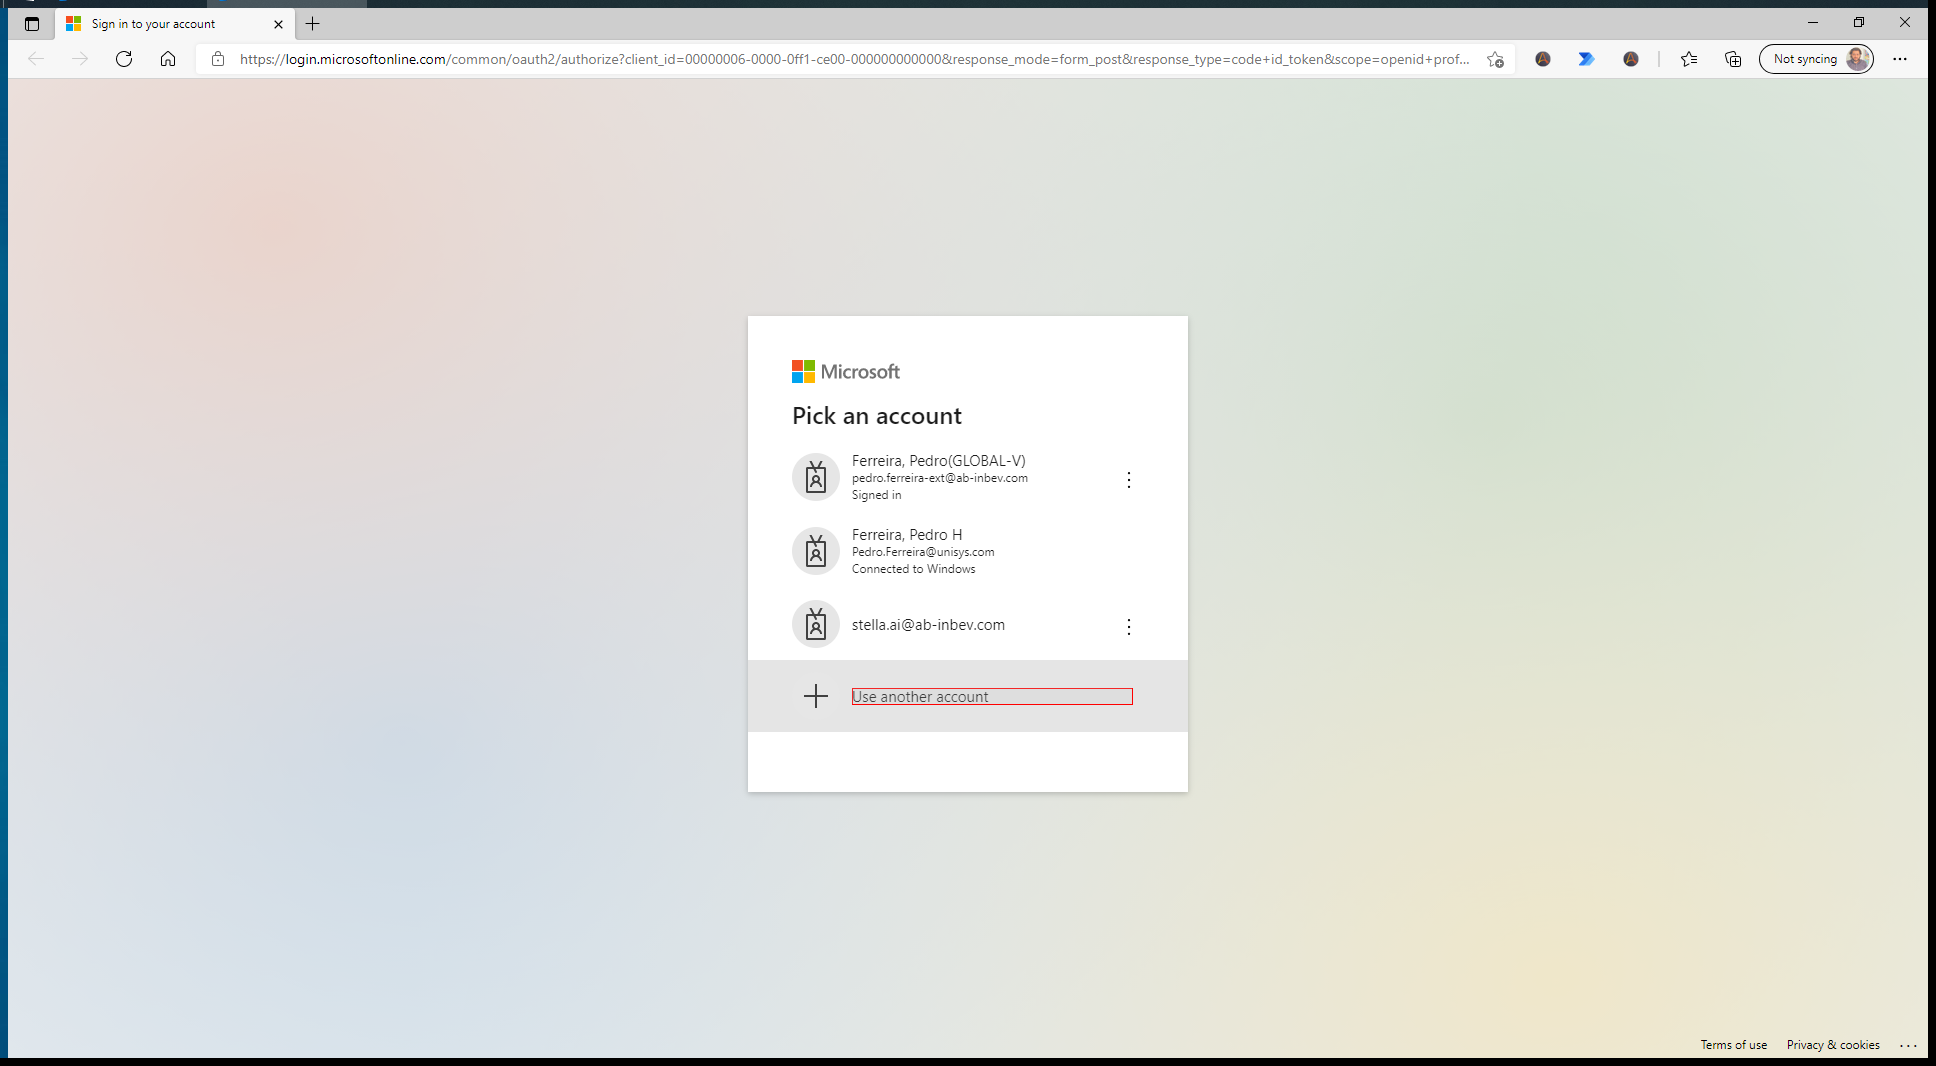 Sign in to your account
https://login.microsoftonline.com/common/oauth2/authorize?client_id=00000006-0000-0ff1-ce00-000000000000&response_mode=form_post&response_type=code+id_token&scope=openid+prof...
Not syncing
Microsoft
Pick an account
Ferreira, Pedro(GLOBAL-V)
pedro.ferreira-ext@ab-inbev.com
Signed in
Ferreira, Pedro H
Pedro.Ferreira@unisys.com
Connected to Windows
stella.ai@ab-inbev.com
Use another account
Terms of use
Privacy & cookies